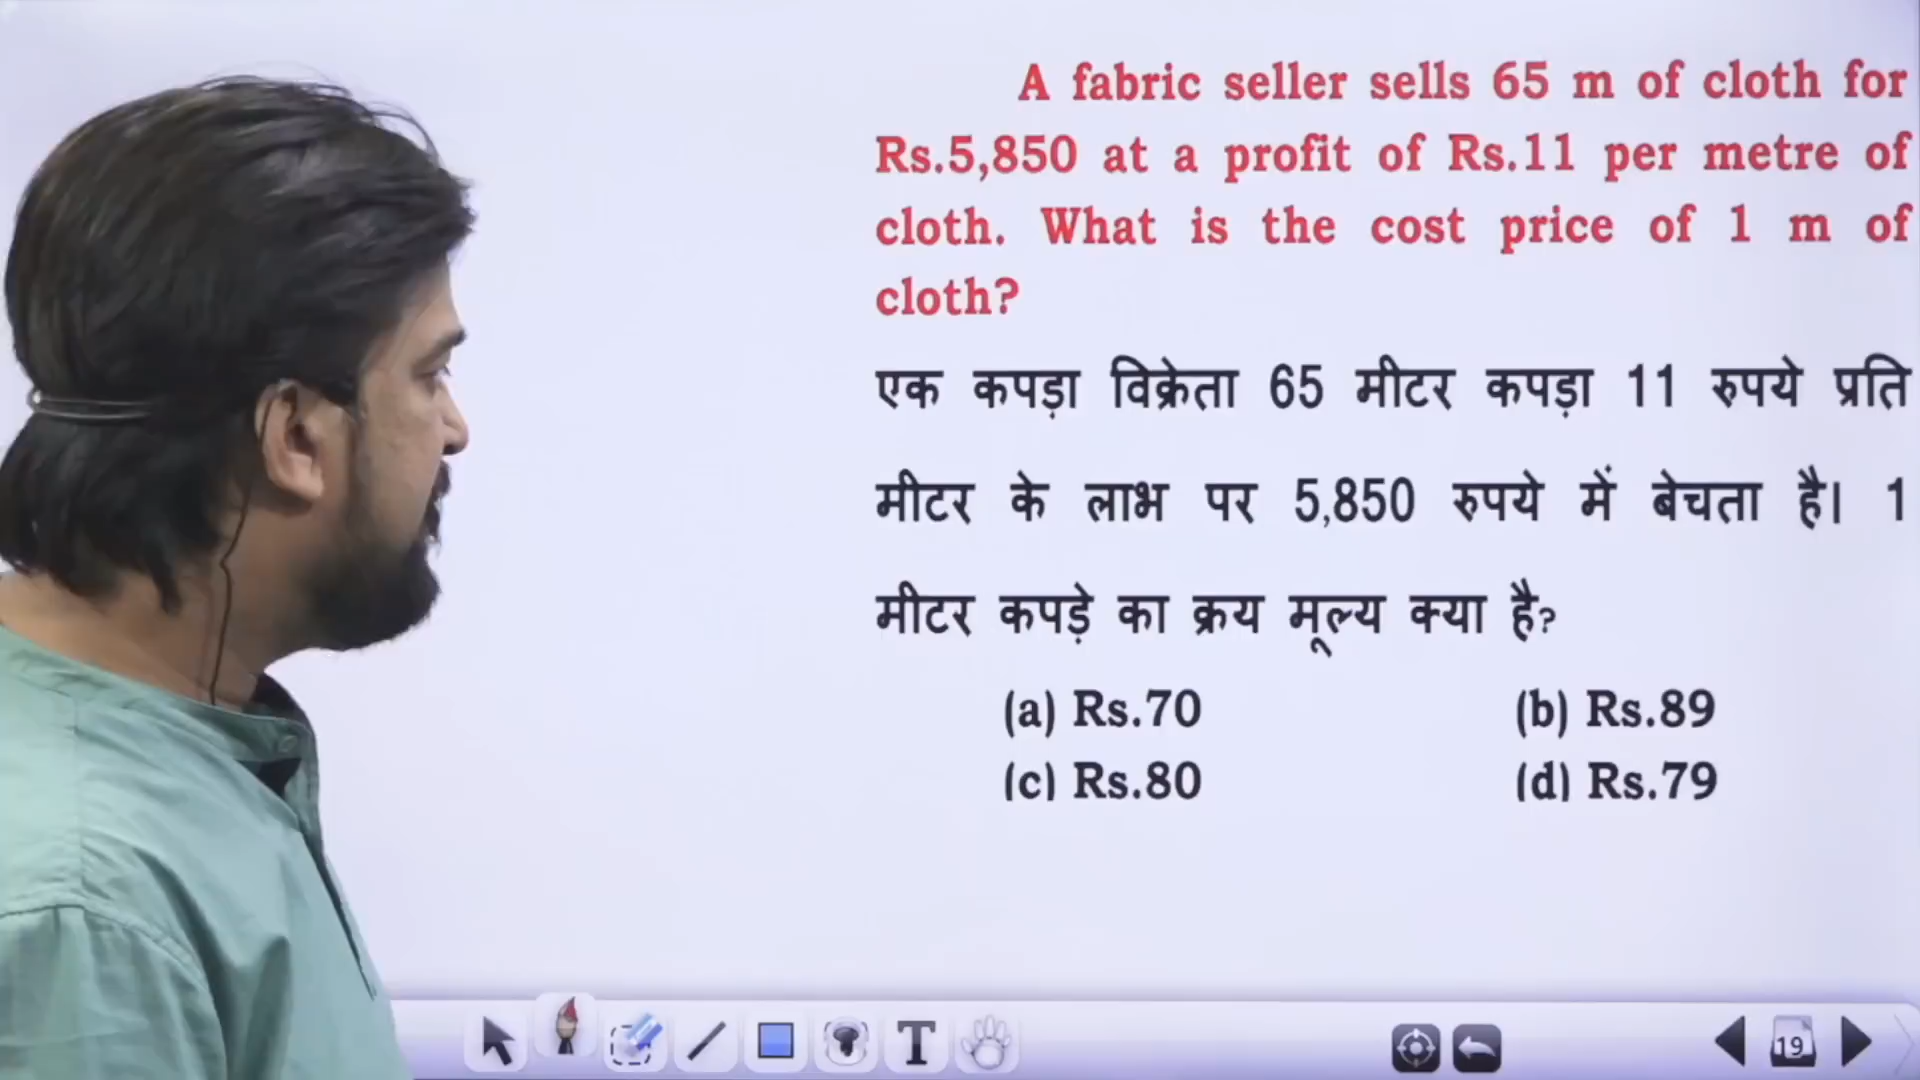 A fabric seller sells 65 m of cloth for
Rs.5,850 at a profit of Rs.11 per metre of
cloth. What is the cost price of 1 m of
cloth?
एक कपड़ा विक्रेता 65 मीटर कपड़ा 11 रुपये प्रति
मीटर के लाभ पर 5,850 रुपये में बेचता है। 1
मीटर कपड़े का क्रय मूल्य क्या है?
(a) Rs.70 (b) Rs.89
(c) Rs.80 (d) Rs.79
T 19